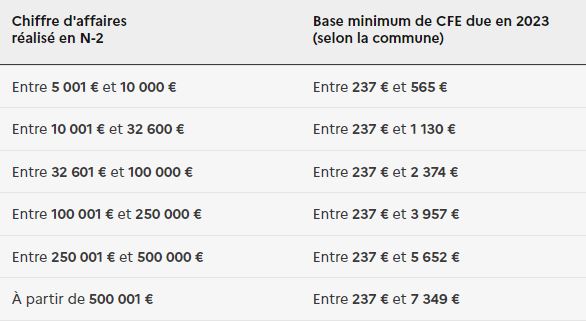 Chiffre d'affaires Base minimum de CFE due en 2023
réalisé en N-2 (selon la commune)
Entre 5 001 € et 10 000 € Entre 237 € et 565 €
Entre 10 001 € et 32 600 € Entre 237 € et 1 130 €
Entre 32 601 € et 100 000 € Entre 237 € et 2 374 €
Entre 100 001 € et 250 000 € Entre 237 € et 3 957 €
Entre 250 001 € et 500 000 € Entre 237 € et 5 652 €
À partir de 500 001 € Entre 237 € et 7 349 €